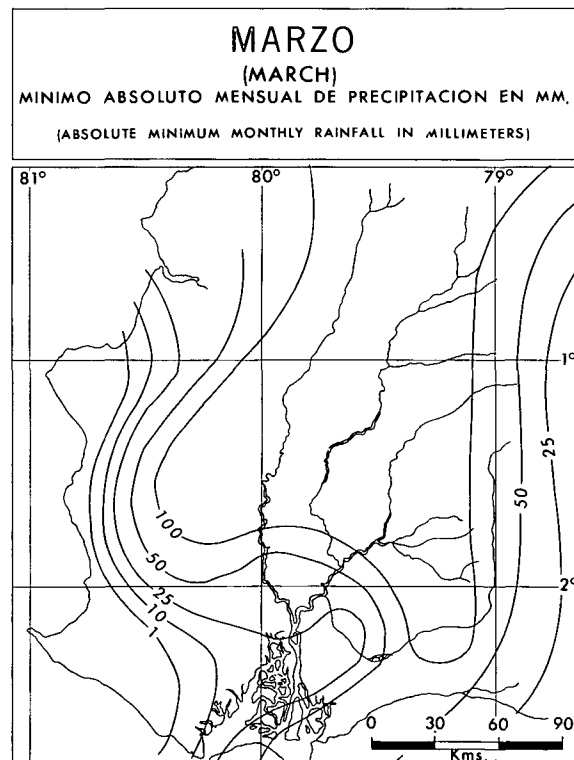 MARZO
(MARCH)
MINIMO ABSOLUTO MENSUAL DE PRECIPITACION EN MM.
(ABSOLUTE MINIMUM MONTHLY RAINFALL IN MILLIMETERS)
81° 80° 79°
1°
25
50
100
50
25
2°
10
1
0 30 60 90
Kms.